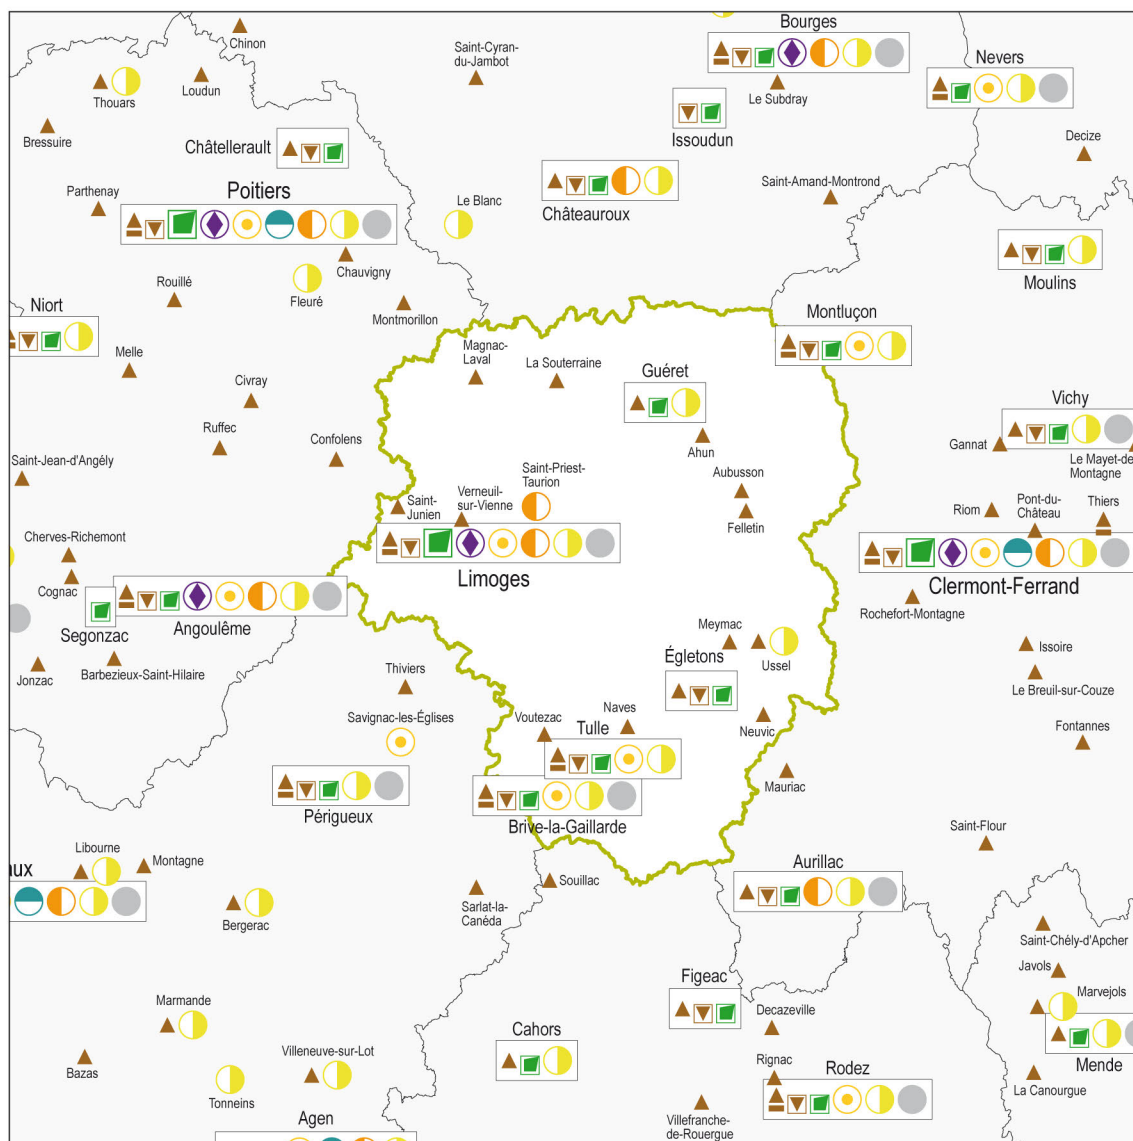 Chinon
Saint-Cyran-
du-Jambot
Bourges
Nevers
Thouars
Loudun
Le Subdray
Bressuire
Châtellerault
Issoudun
Decize
Parthenay
Poitiers
Le Blanc
Châteauroux
Saint-Amand-Montrond
Chauvigny
Moulins
Rouillé
Fleuré
Niort
Montmorillon
Montluçon
Melle
Magnac-
Laval
La Souterraine
Guéret
Civray
Vichy
Ruffec
Confolens
Ahun
Gannat
Le Mayet-de-
Montagne
Saint-Jean-d'Angély
Saint-Priest-
Taurion
Aubusson
Saint-
Junien
Verneuil-
sur-Vienne
Felletin
Riom
Pont-du-
Château
Thiers
Cherves-Richemont
Limoges
Clermont-Ferrand
Cognac
Rochefort-Montagne
Segonzac
Angoulême
Meymac
Issoire
Jonzac
Barbezieux-Saint-Hilaire
Égletons
Ussel
Thiviers
Le Breuil-sur-Couze
Savignac-les-Églises
Voutezac
Naves
Tulle
Neuvic
Fontannes
Mauriac
Périgueux
Brive-la-Gaillarde
Saint-Flour
Libourne
Montagne
aux
Souillac
Aurillac
Sarlat-la-
Canéda
Bergerac
Saint-Chély-d'Apcher
Javols
Figeac
Marmande
Marvejols
Decazeville
Cahors
Villeneuve-sur-Lot
Bazas
Rignac
Rodez
Mende
La Canourgue
Tonneins
Agen
Villefranche-
de-Rouergue